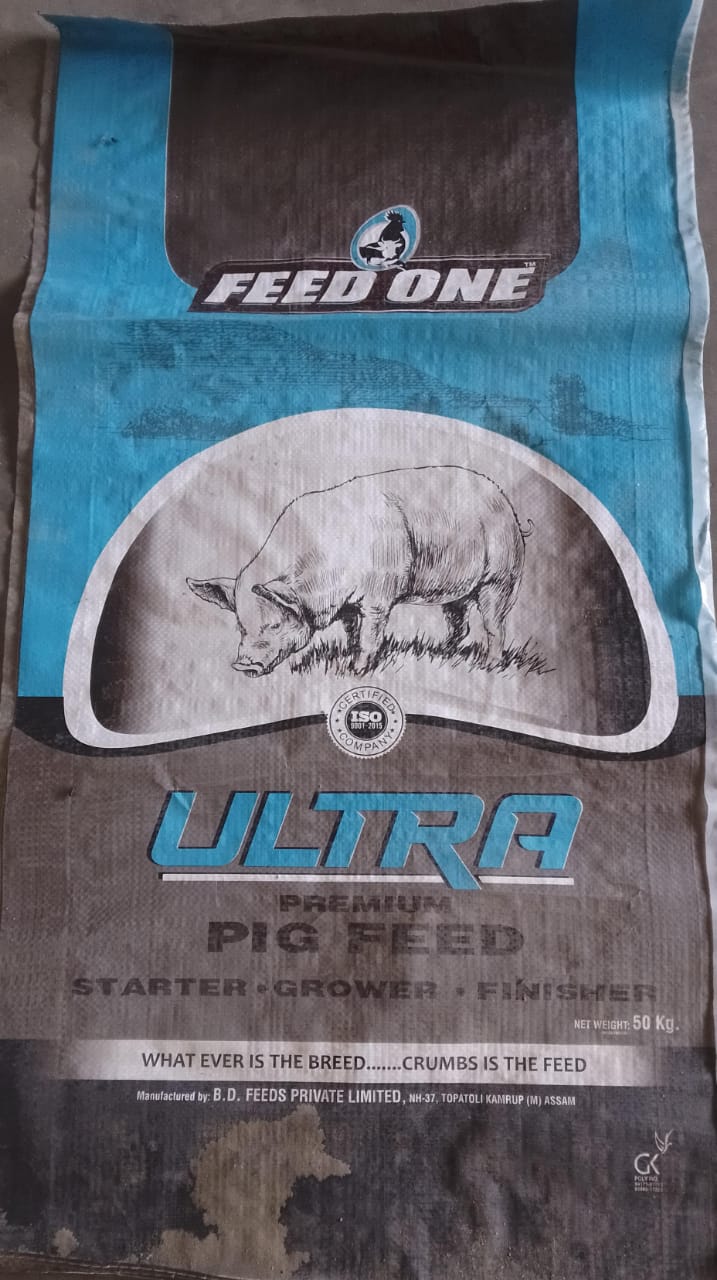 FEED ONE™
CERTIFIED
ISO
9001-2015
COMPANY
ULTRA
PREMIUM
PIG FEED
STARTER • GROWER • FINISHER
NET WEIGHT: 50 Kg.
WHAT EVER IS THE BREED.......CRUMBS IS THE FEED
Manufactured by: B.D. FEEDS PRIVATE LIMITED, NH-37, TOPATOLI KAMRUP (M) ASSAM
GK